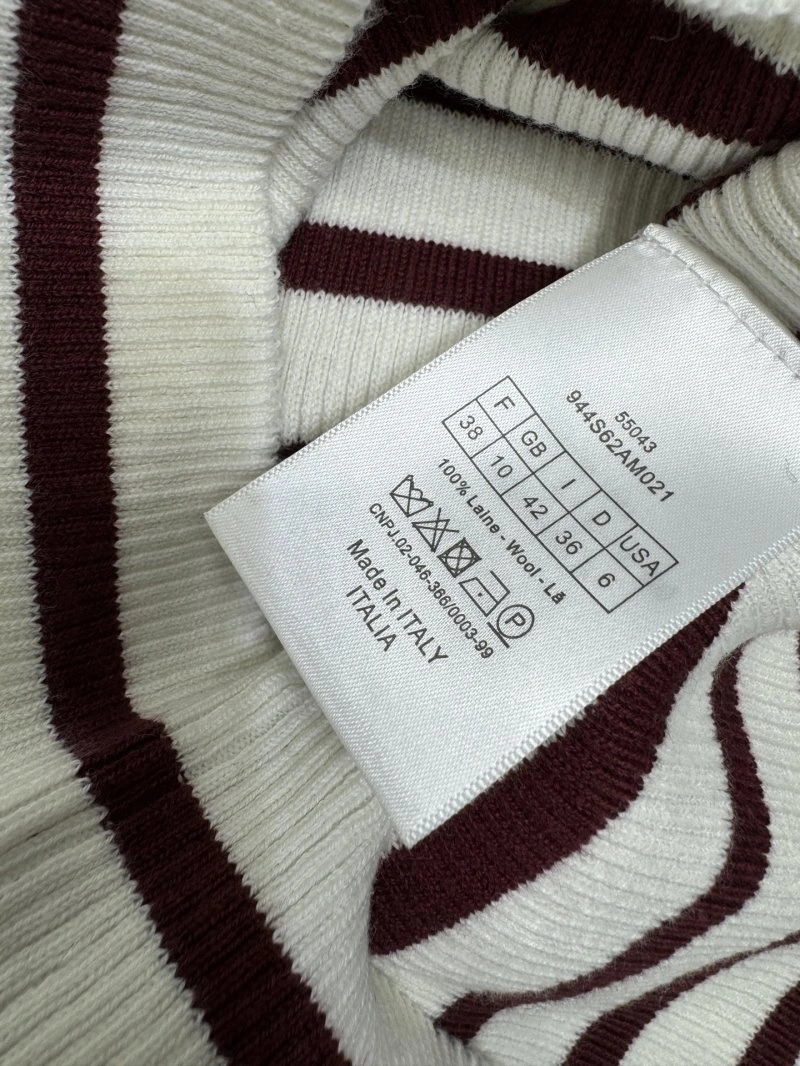 55043
944S62AM021
F GB I D USA
38 10 42 36 6
100% Laine - Wool - Lã
P
CNPJ.02-046-366/0003-99
Made In ITALY
ITALIA